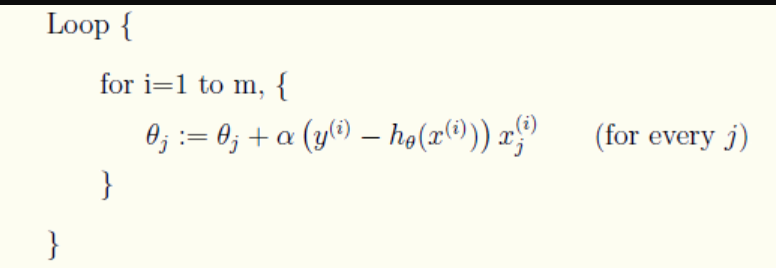 Loop {
for i=1 to m, {
θ_j := θ_j + α (y^(i) − h_θ(x^(i))) x_j^(i) (for every j)
}
}